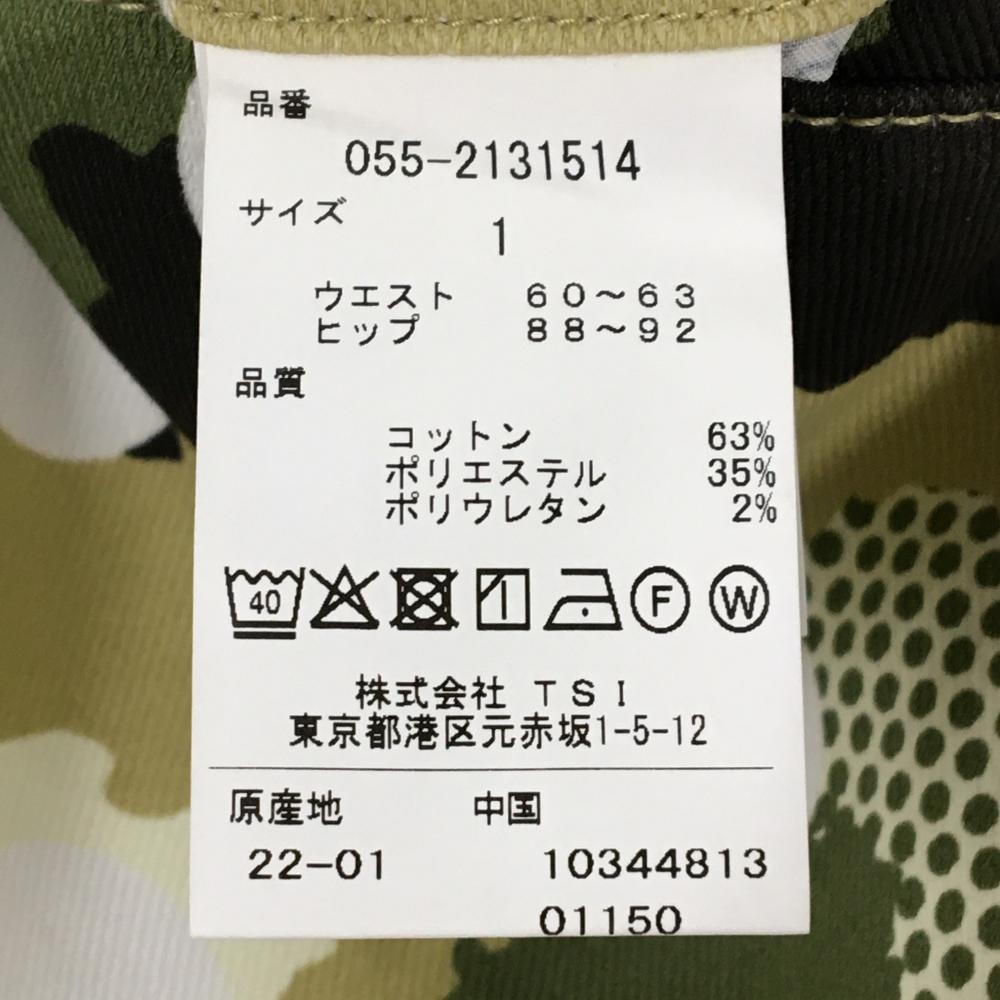 品番
055-2131514
サイズ
1
ウエスト 60～63
ヒップ 88～92
品質
コットン 63%
ポリエステル 35%
ポリウレタン 2%
40 F W
株式会社 TSI
東京都港区元赤坂1-5-12
原産地 中国
22-01 10344813
01150